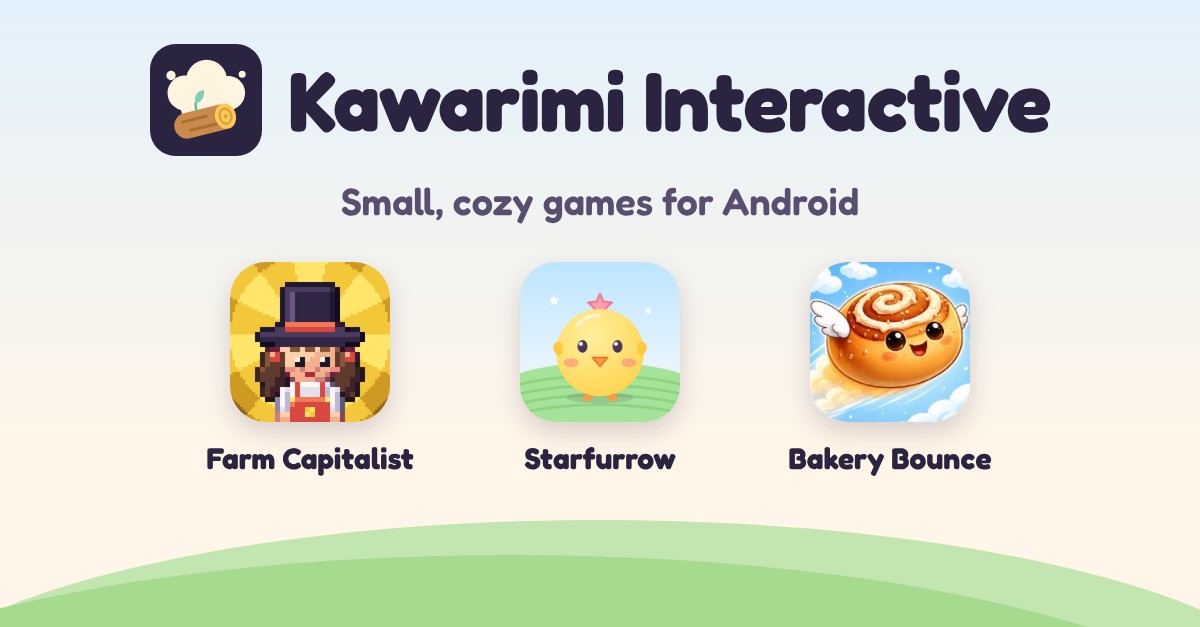 Kawarimi Interactive
Small, cozy games for Android
Farm Capitalist
Starfurrow
Bakery Bounce